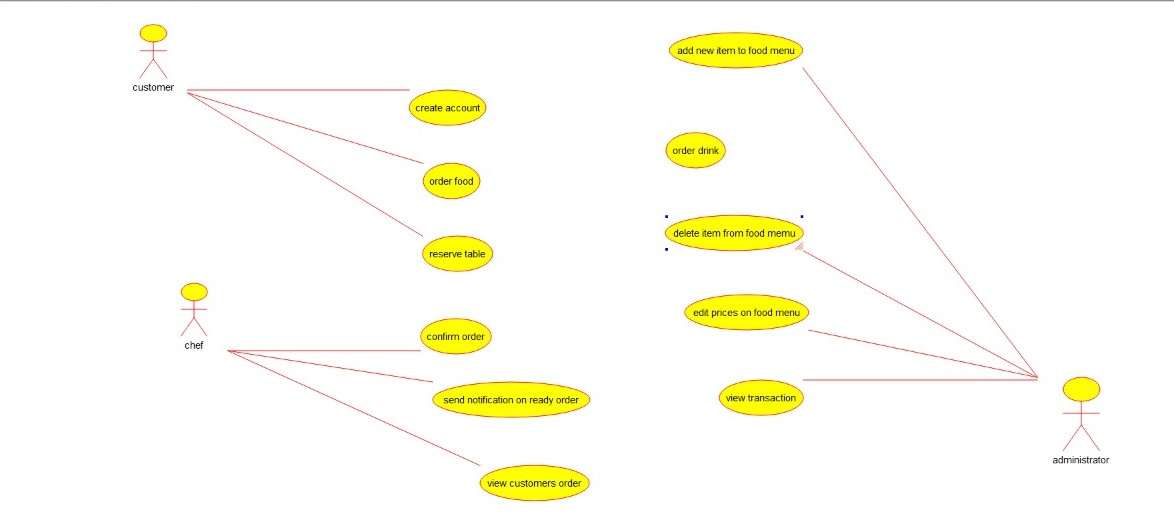 customer
create account
order food
reserve table
chef
confirm order
send notification on ready order
view customers order
add new item to food menu
order drink
delete item from food memu
edit prices on food menu
view transaction
administrator